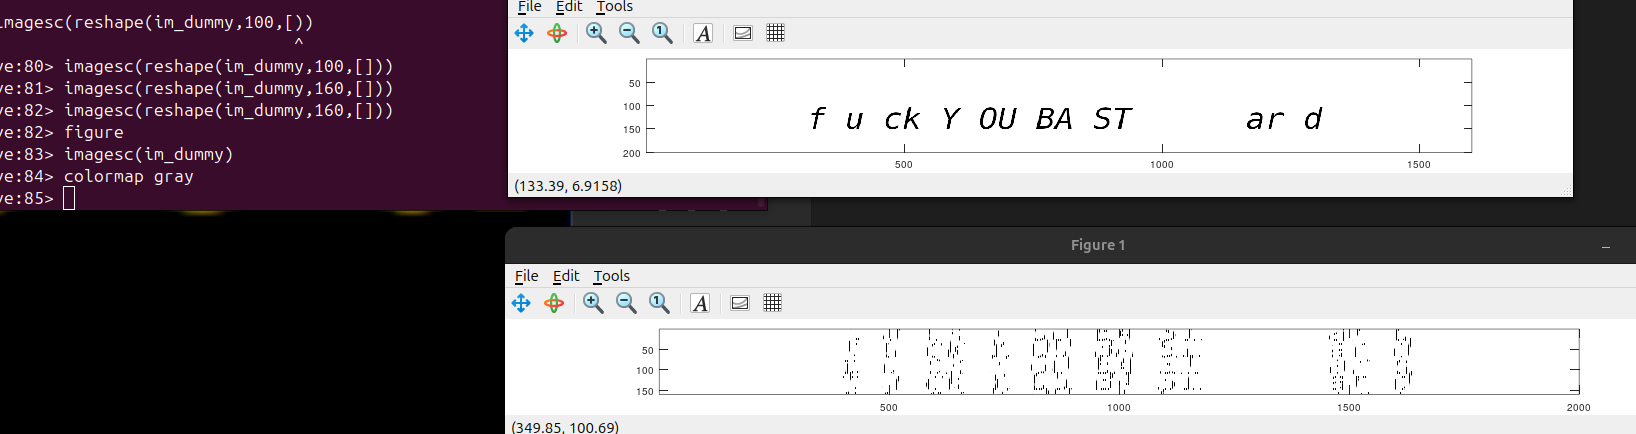 imagesc(reshape(im_dummy,100,[))
^
ve:80> imagesc(reshape(im_dummy,100,[]))
ve:81> imagesc(reshape(im_dummy,160,[]))
ve:82> imagesc(reshape(im_dummy,160,[]))
ve:82> figure
ve:83> imagesc(im_dummy)
ve:84> colormap gray
ve:85>
File Edit Tools
A
50
100
150
200
f u ck Y OU BA ST ard
500 1000 1500
(133.39, 6.9158)
Figure 1
File Edit Tools
A
50
100
150
500 1000 1500 2000
(349.85, 100.69)